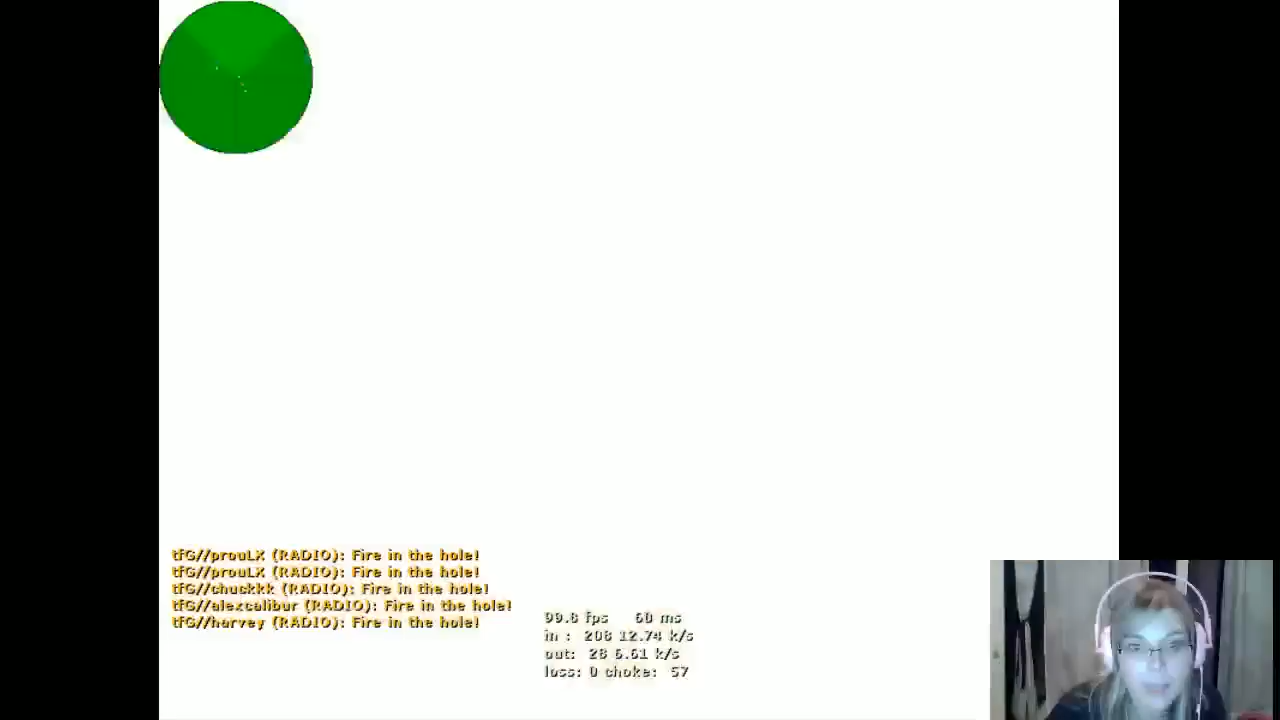 tfG//prouLX (RADIO): Fire in the hole!
tfG//prouLX (RADIO): Fire in the hole!
tfG//chuckkk (RADIO): Fire in the hole!
tfG//alexcalibur (RADIO): Fire in the hole!
tfG//harvey (RADIO): Fire in the hole!
99.8 fps 60 ms
in : 208 12.74 k/s
out: 28 6.61 k/s
loss: 0 choke: 57